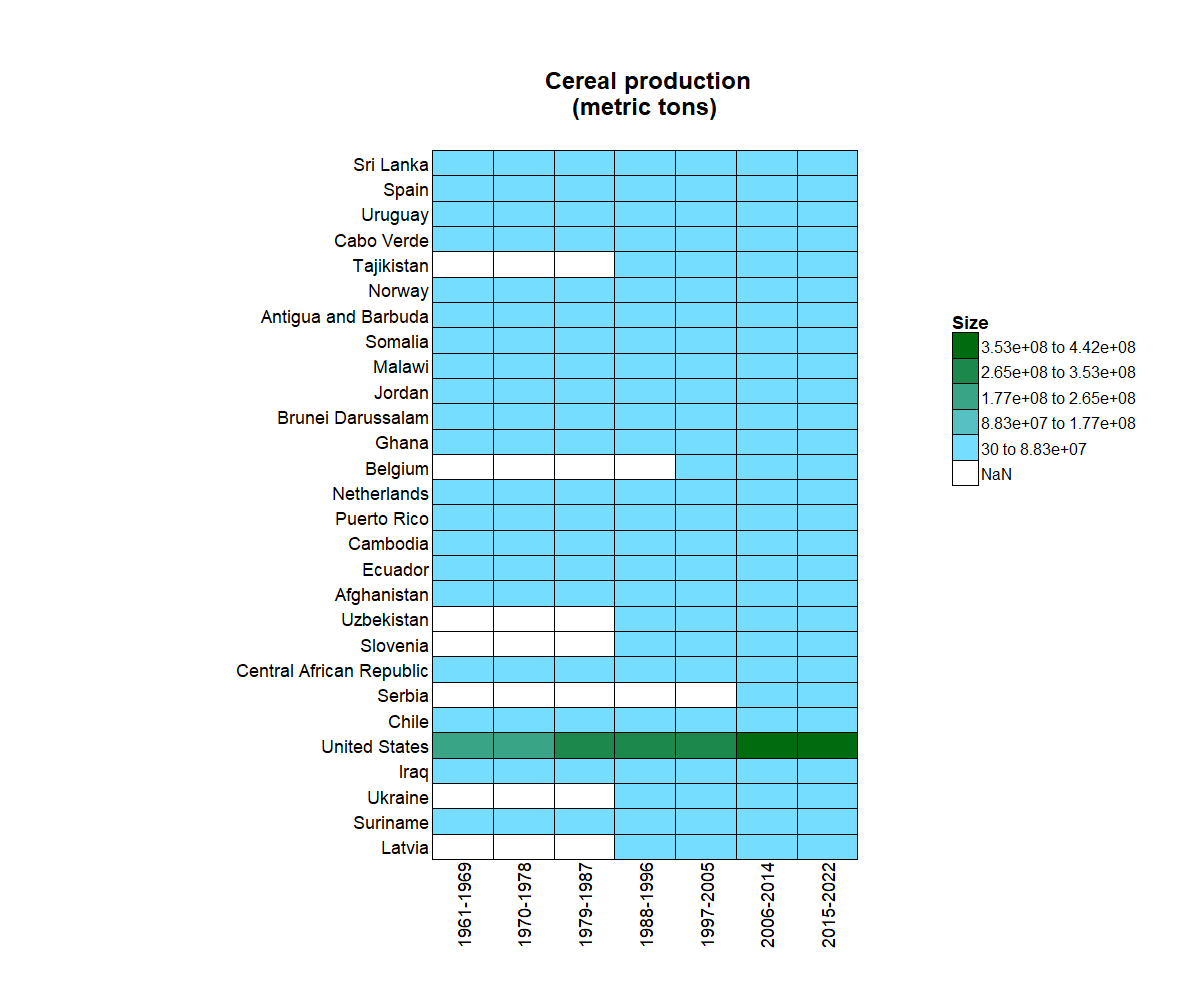 Cereal production
(metric tons)
Sri Lanka
Spain
Uruguay
Cabo Verde
Tajikistan
Norway
Antigua and Barbuda
Somalia
Malawi
Jordan
Brunei Darussalam
Ghana
Belgium
Netherlands
Puerto Rico
Cambodia
Ecuador
Afghanistan
Uzbekistan
Slovenia
Central African Republic
Serbia
Chile
United States
Iraq
Ukraine
Suriname
Latvia
1961-1969
1970-1978
1979-1987
1988-1996
1997-2005
2006-2014
2015-2022
Size
3.53e+08 to 4.42e+08
2.65e+08 to 3.53e+08
1.77e+08 to 2.65e+08
8.83e+07 to 1.77e+08
30 to 8.83e+07
NaN